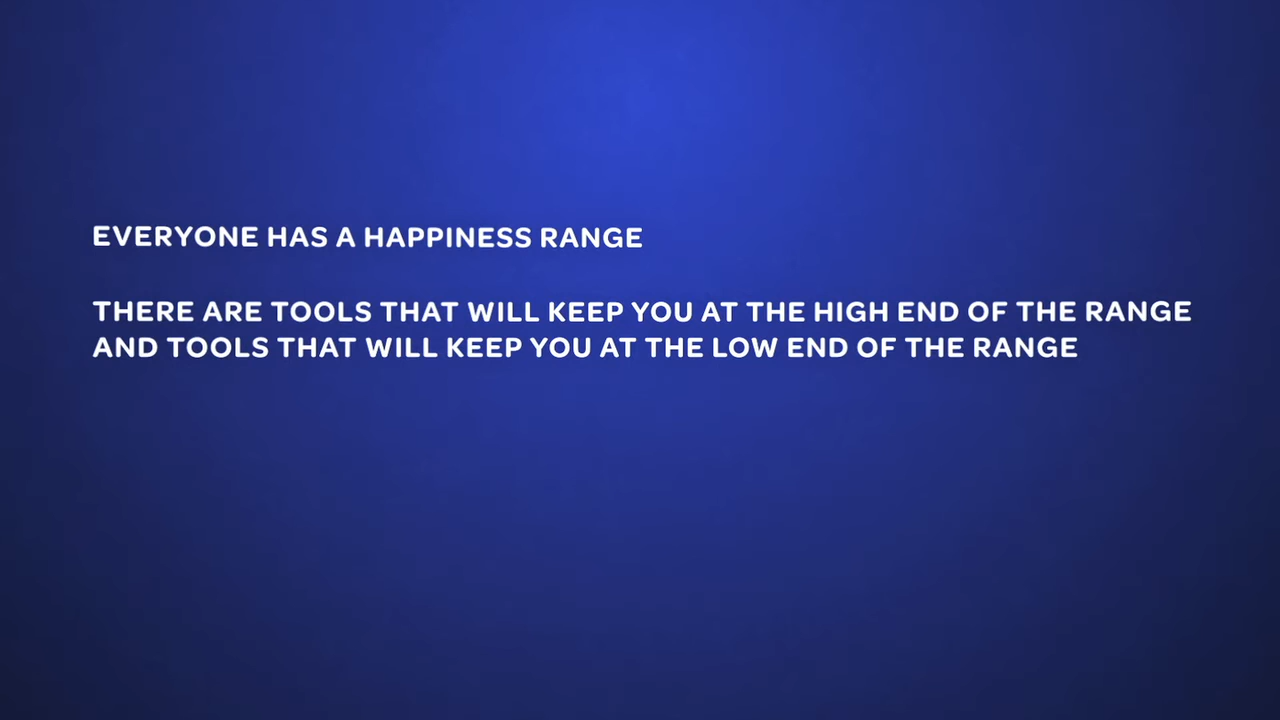 EVERYONE HAS A HAPPINESS RANGE
THERE ARE TOOLS THAT WILL KEEP YOU AT THE HIGH END OF THE RANGE
AND TOOLS THAT WILL KEEP YOU AT THE LOW END OF THE RANGE